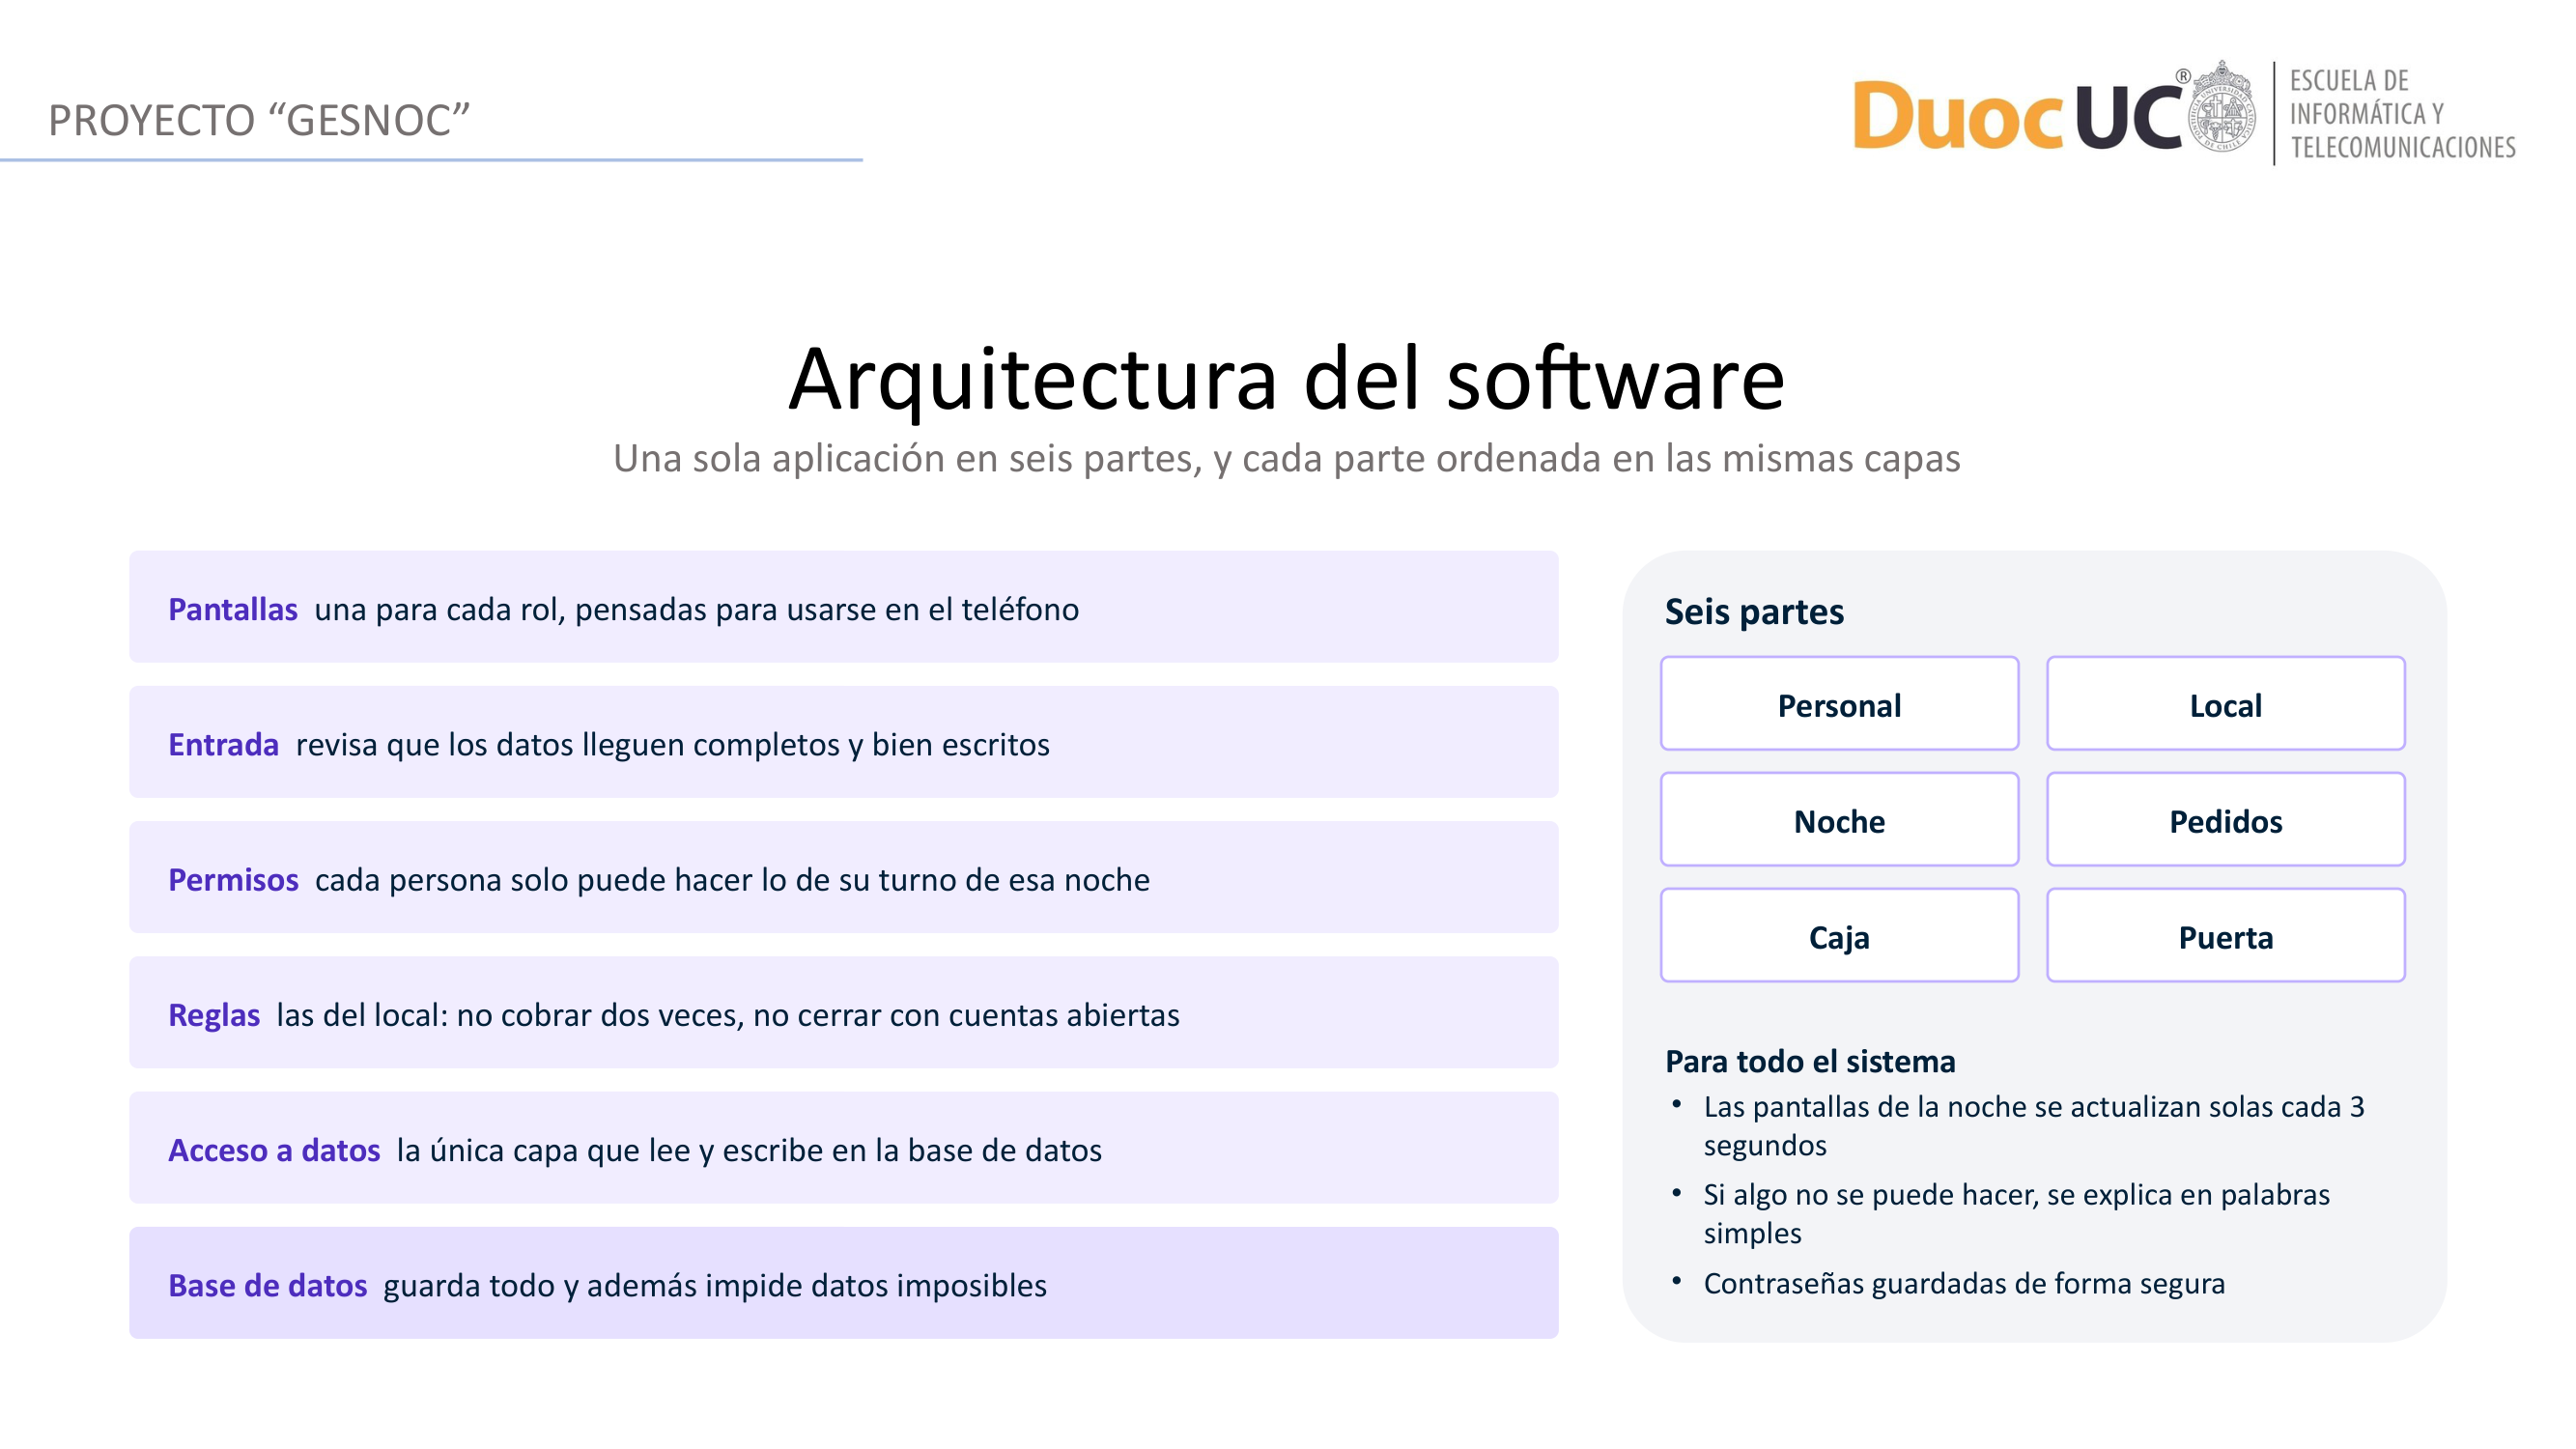 PROYECTO “GESNOC”
DuocUC®
ESCUELA DE
INFORMÁTICA Y
TELECOMUNICACIONES
Arquitectura del software
Una sola aplicación en seis partes, y cada parte ordenada en las mismas capas
Pantallas una para cada rol, pensadas para usarse en el teléfono
Entrada revisa que los datos lleguen completos y bien escritos
Permisos cada persona solo puede hacer lo de su turno de esa noche
Reglas las del local: no cobrar dos veces, no cerrar con cuentas abiertas
Acceso a datos la única capa que lee y escribe en la base de datos
Base de datos guarda todo y además impide datos imposibles
Seis partes
Personal
Local
Noche
Pedidos
Caja
Puerta
Para todo el sistema
• Las pantallas de la noche se actualizan solas cada 3
segundos
• Si algo no se puede hacer, se explica en palabras
simples
• Contraseñas guardadas de forma segura